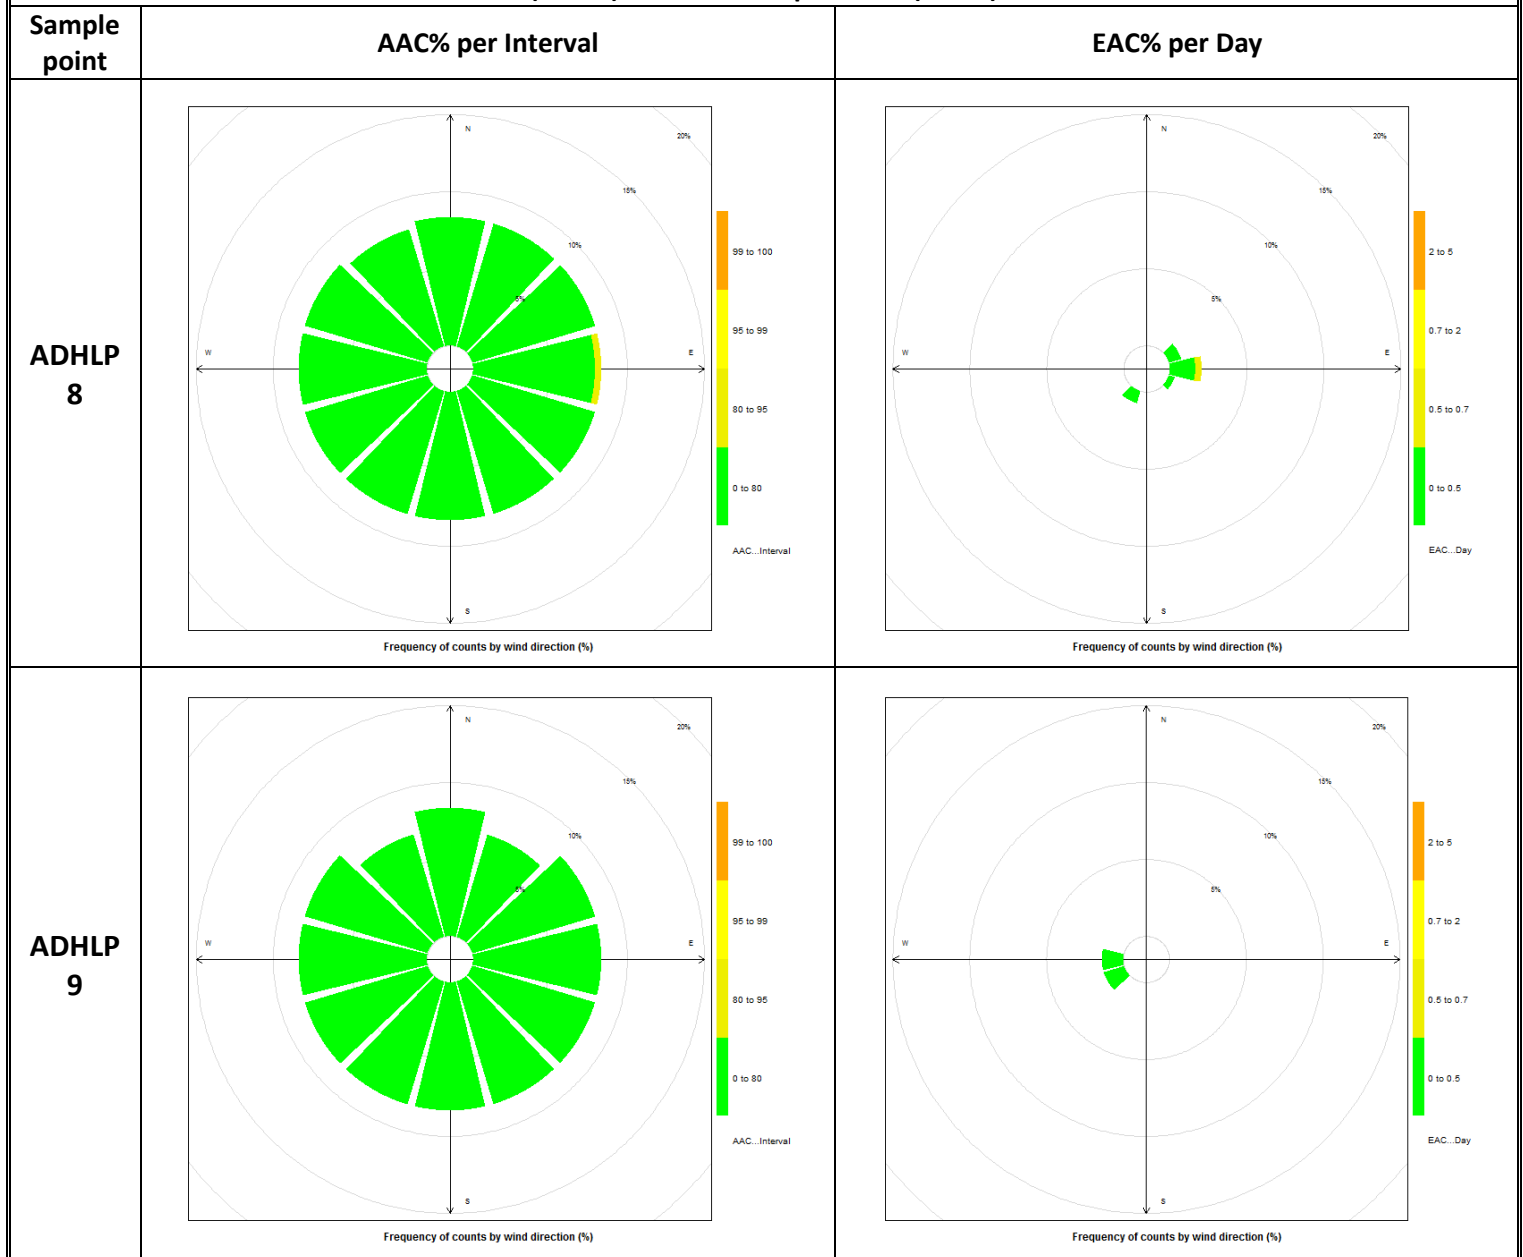 Sample
point
AAC% per Interval
EAC% per Day
ADHLP
8
N
20%
15%
10%
5%
W
E
S
99 to 100
95 to 99
80 to 95
0 to 80
AAC...Interval
Frequency of counts by wind direction (%)
N
20%
15%
10%
5%
W
E
S
2 to 5
0.7 to 2
0.5 to 0.7
0 to 0.5
EAC...Day
Frequency of counts by wind direction (%)
ADHLP
9
N
20%
15%
10%
5%
W
E
S
99 to 100
95 to 99
80 to 95
0 to 80
AAC...Interval
Frequency of counts by wind direction (%)
N
20%
15%
10%
5%
W
E
S
2 to 5
0.7 to 2
0.5 to 0.7
0 to 0.5
EAC...Day
Frequency of counts by wind direction (%)